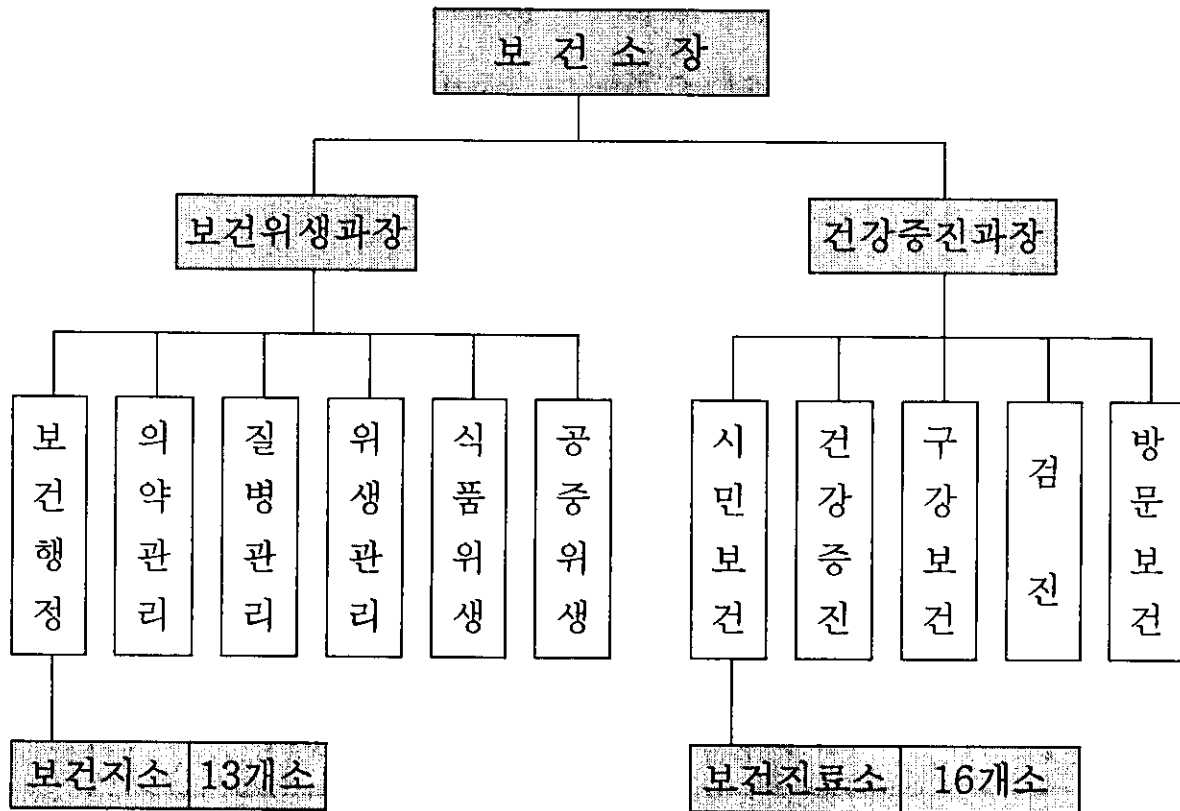 보건소장
보건위생과장
건강증진과장
보건행정
의약관리
질병관리
위생관리
식품위생
공중위생
시민보건
건강증진
구강보건
검진
방문보건
보건지소 13개소
보건진료소 16개소